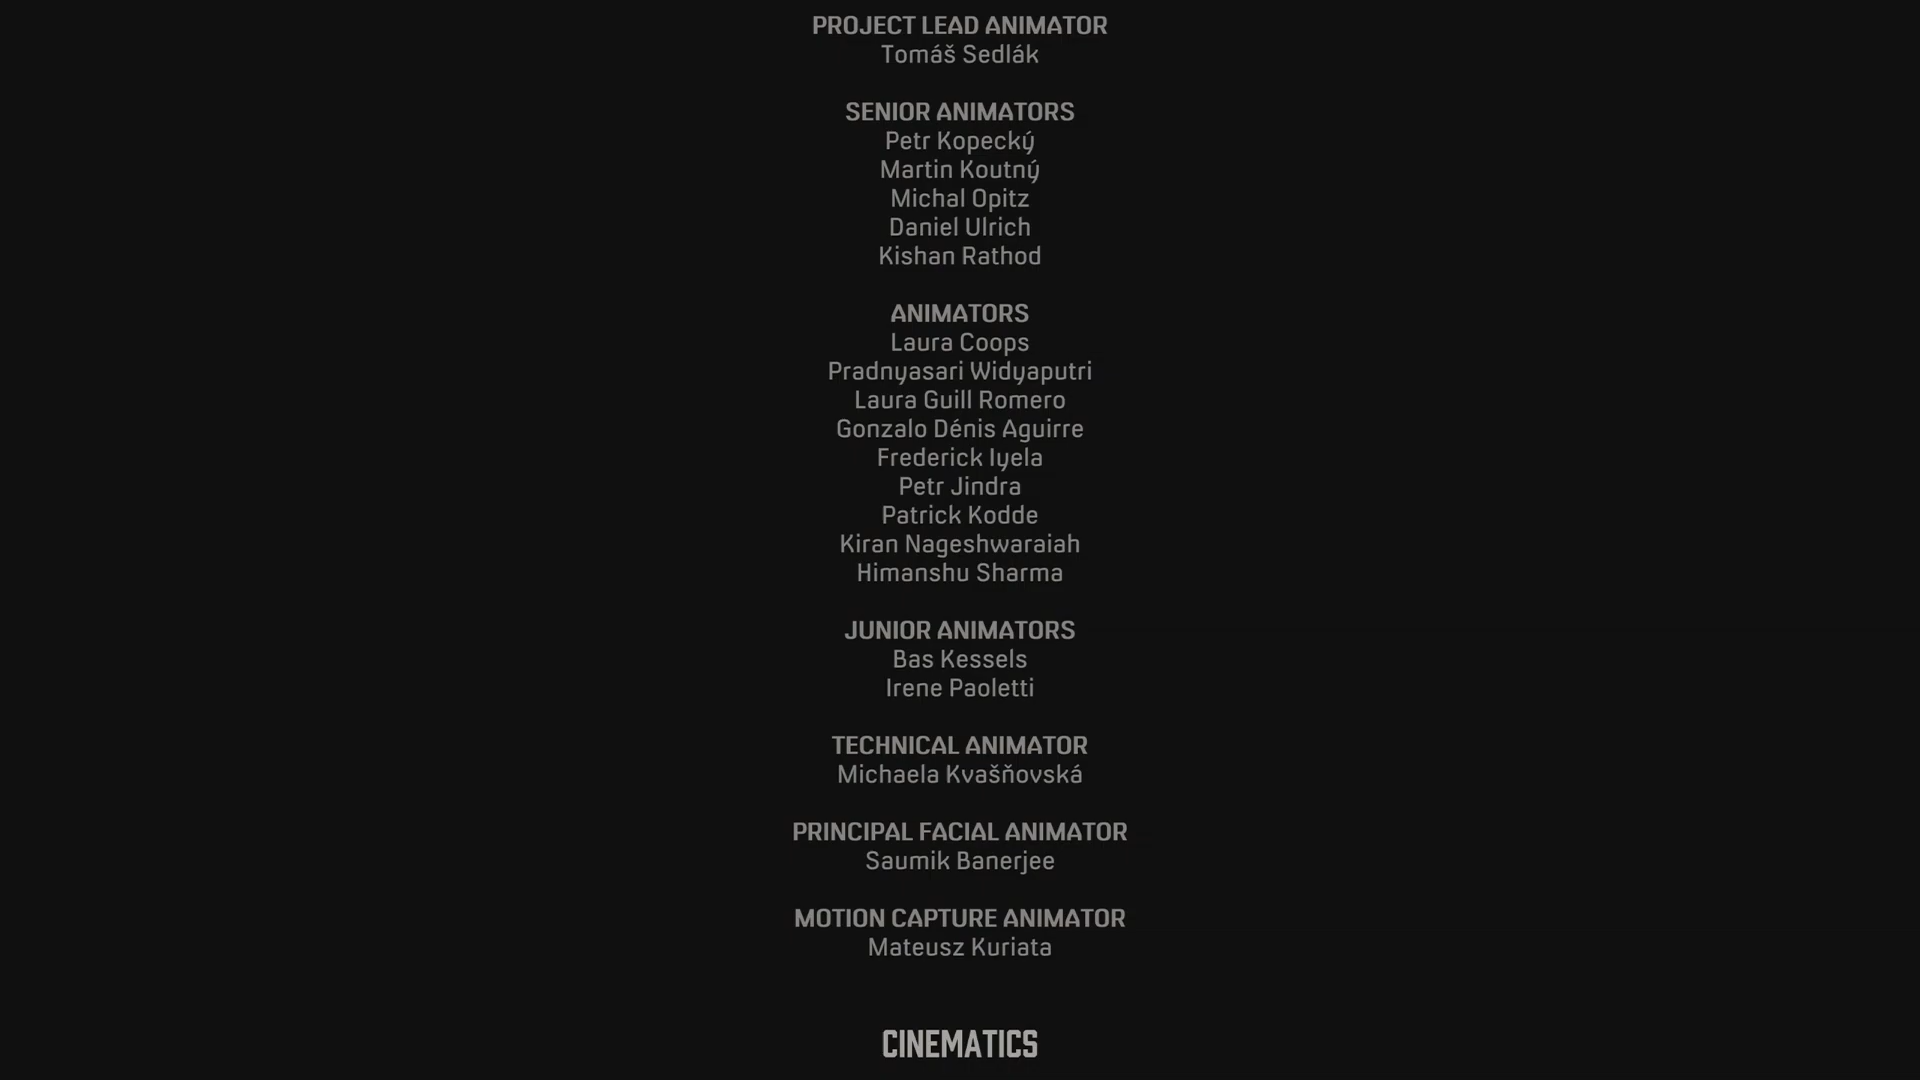 PROJECT LEAD ANIMATOR
Tomáš Sedlák
SENIOR ANIMATORS
Petr Kopecký
Martin Koutný
Michal Opitz
Daniel Ulrich
Kishan Rathod
ANIMATORS
Laura Coops
Pradnyasari Widyaputri
Laura Guill Romero
Gonzalo Dénis Aguirre
Frederick Iyela
Petr Jindra
Patrick Kodde
Kiran Nageshwaraiah
Himanshu Sharma
JUNIOR ANIMATORS
Bas Kessels
Irene Paoletti
TECHNICAL ANIMATOR
Michaela Kvašňovská
PRINCIPAL FACIAL ANIMATOR
Saumik Banerjee
MOTION CAPTURE ANIMATOR
Mateusz Kuriata
CINEMATICS